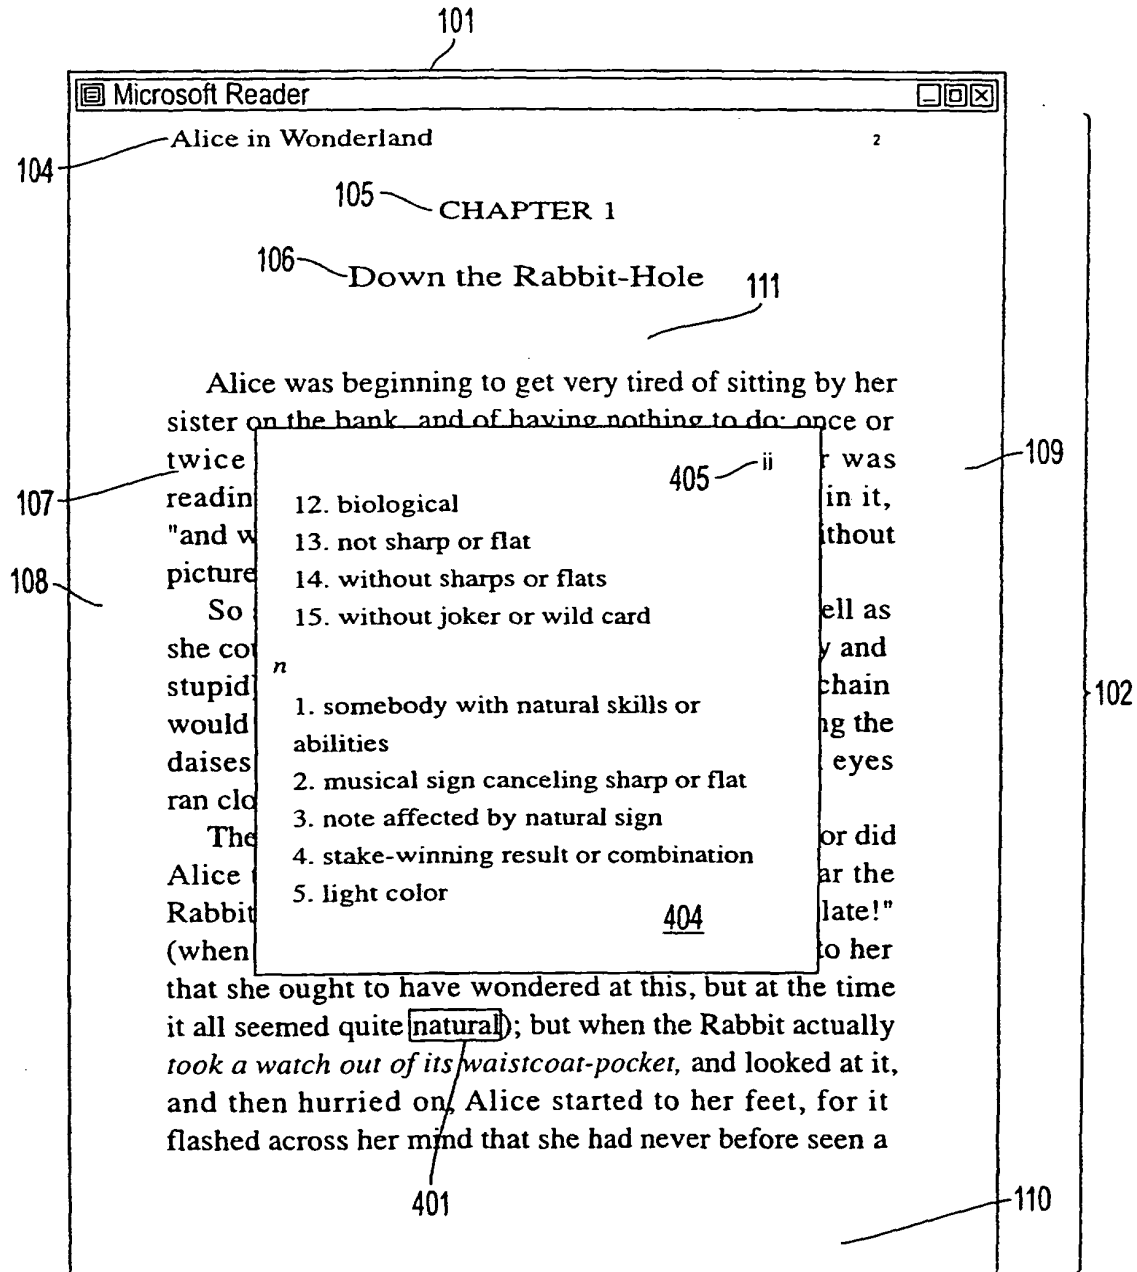 101
Microsoft Reader
Alice in Wonderland 2
104
105
CHAPTER 1
106
Down the Rabbit-Hole
111
Alice was beginning to get very tired of sitting by her
sister on the bank, and of having nothing to do: once or
twice r was
109
405 ii
107
readin in it,
"and w ithout
picture
108
12. biological
13. not sharp or flat
14. without sharps or flats
15. without joker or wild card
So ell as
she cou y and
n
stupid chain
102
would ng the
daises eyes
ran clo
1. somebody with natural skills or
abilities
2. musical sign canceling sharp or flat
3. note affected by natural sign
4. stake-winning result or combination
5. light color
404
The or did
Alice ar the
Rabbit late!"
(when to her
that she ought to have wondered at this, but at the time
it all seemed quite natural); but when the Rabbit actually
took a watch out of its waistcoat-pocket, and looked at it,
and then hurried on, Alice started to her feet, for it
flashed across her mind that she had never before seen a
401
110